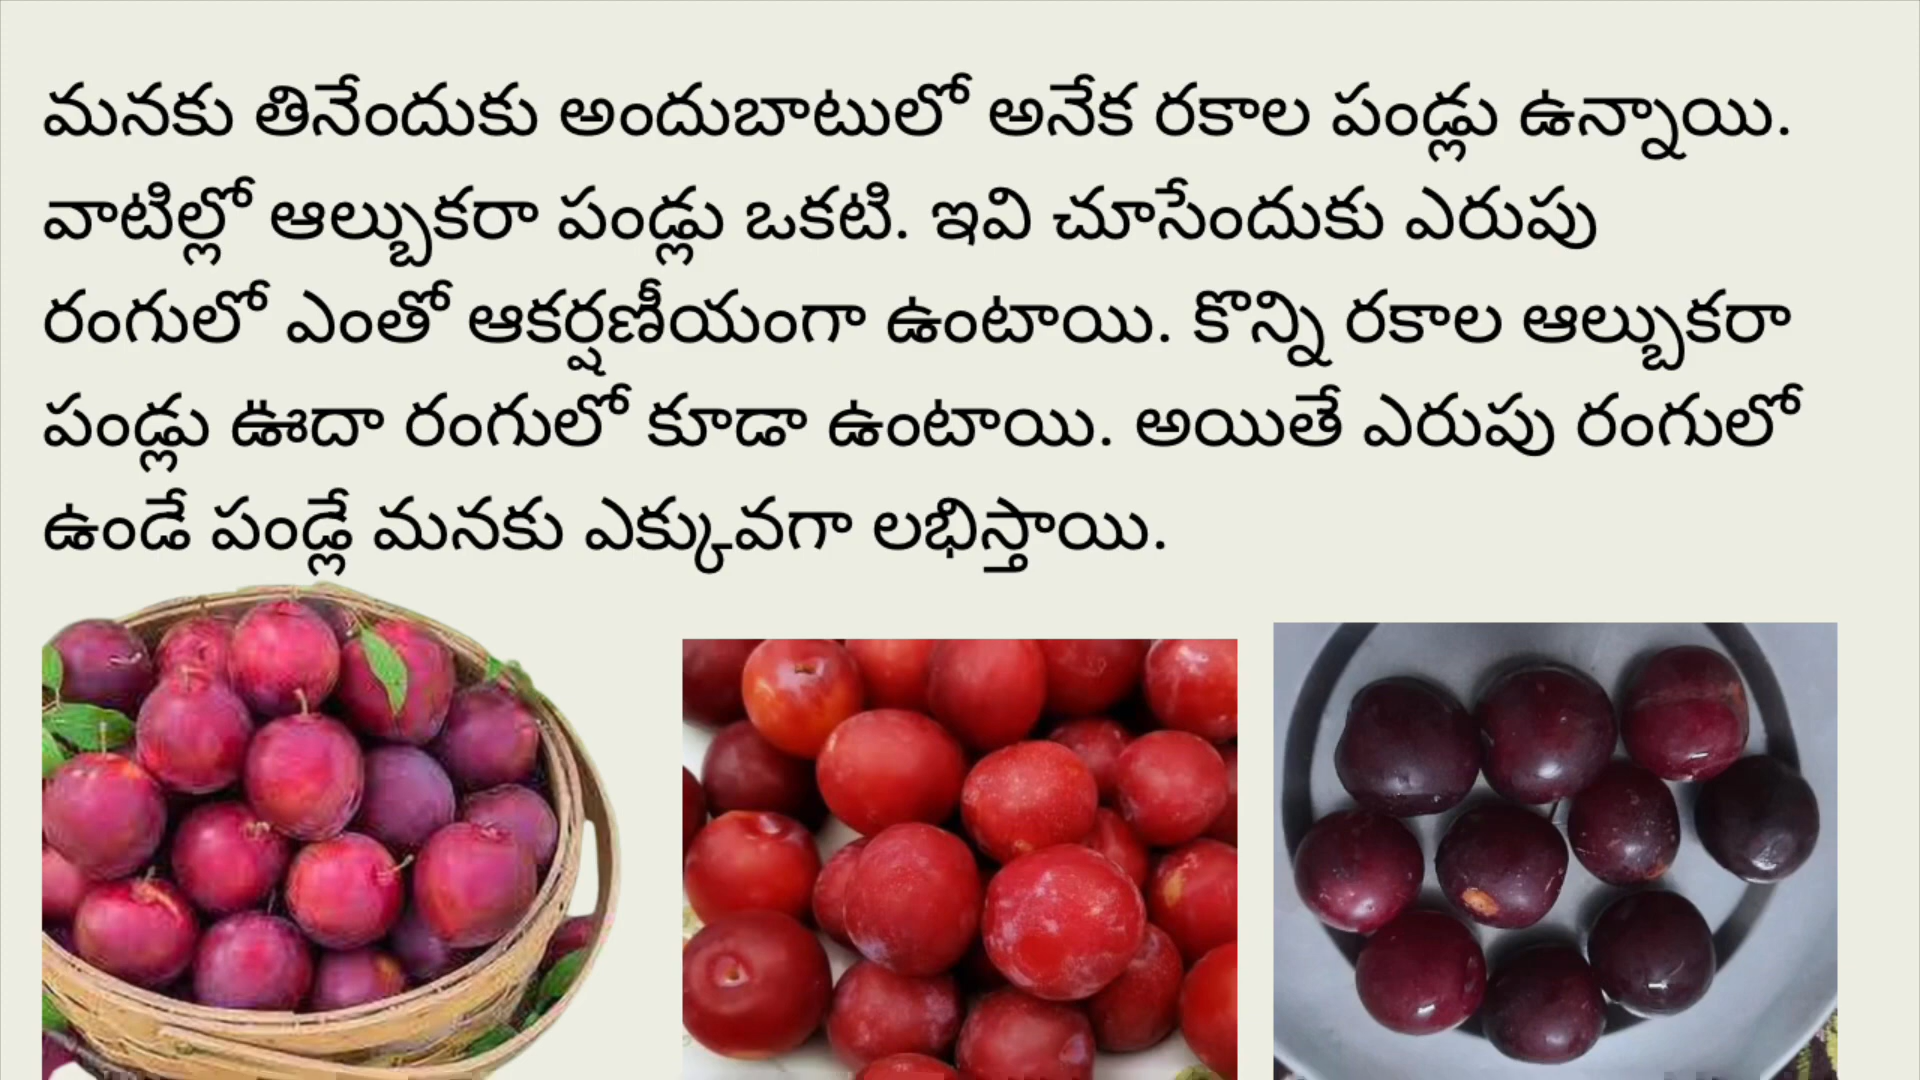 మనకు తినేందుకు అందుబాటులో అనేక రకాల పండ్లు ఉన్నాయి.
వాటిల్లో ఆల్బుకరా పండ్లు ఒకటి. ఇవి చూసేందుకు ఎరుపు
రంగులో ఎంతో ఆకర్షణీయంగా ఉంటాయి. కొన్ని రకాల ఆల్బుకరా
పండ్లు ఊదా రంగులో కూడా ఉంటాయి. అయితే ఎరుపు రంగులో
ఉండే పండ్లే మనకు ఎక్కువగా లభిస్తాయి.